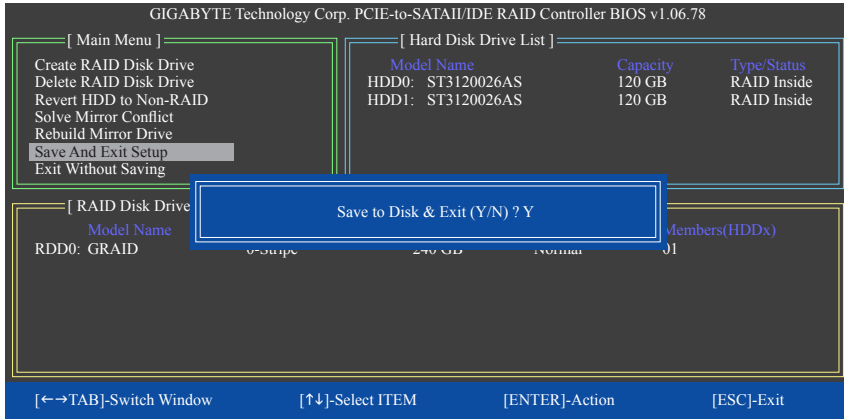 GIGABYTE Technology Corp. PCIE-to-SATAII/IDE RAID Controller BIOS v1.06.78
[ Main Menu ]
Create RAID Disk Drive
Delete RAID Disk Drive
Revert HDD to Non-RAID
Solve Mirror Conflict
Rebuild Mirror Drive
Save And Exit Setup
Exit Without Saving
[ Hard Disk Drive List ]
Model Name Capacity Type/Status
HDD0: ST3120026AS 120 GB RAID Inside
HDD1: ST3120026AS 120 GB RAID Inside
[ RAID Disk Drive
Save to Disk & Exit (Y/N) ? Y
Model Name Members(HDDx)
RDD0: GRAID 0-Stripe 240 GB Normal 01
[←→TAB]-Switch Window [↑↓]-Select ITEM [ENTER]-Action [ESC]-Exit